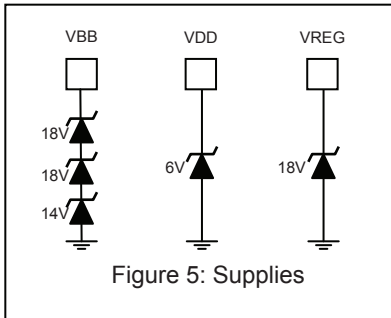 VBB VDD VREG
18V
18V 6V 18V
14V
Figure 5: Supplies